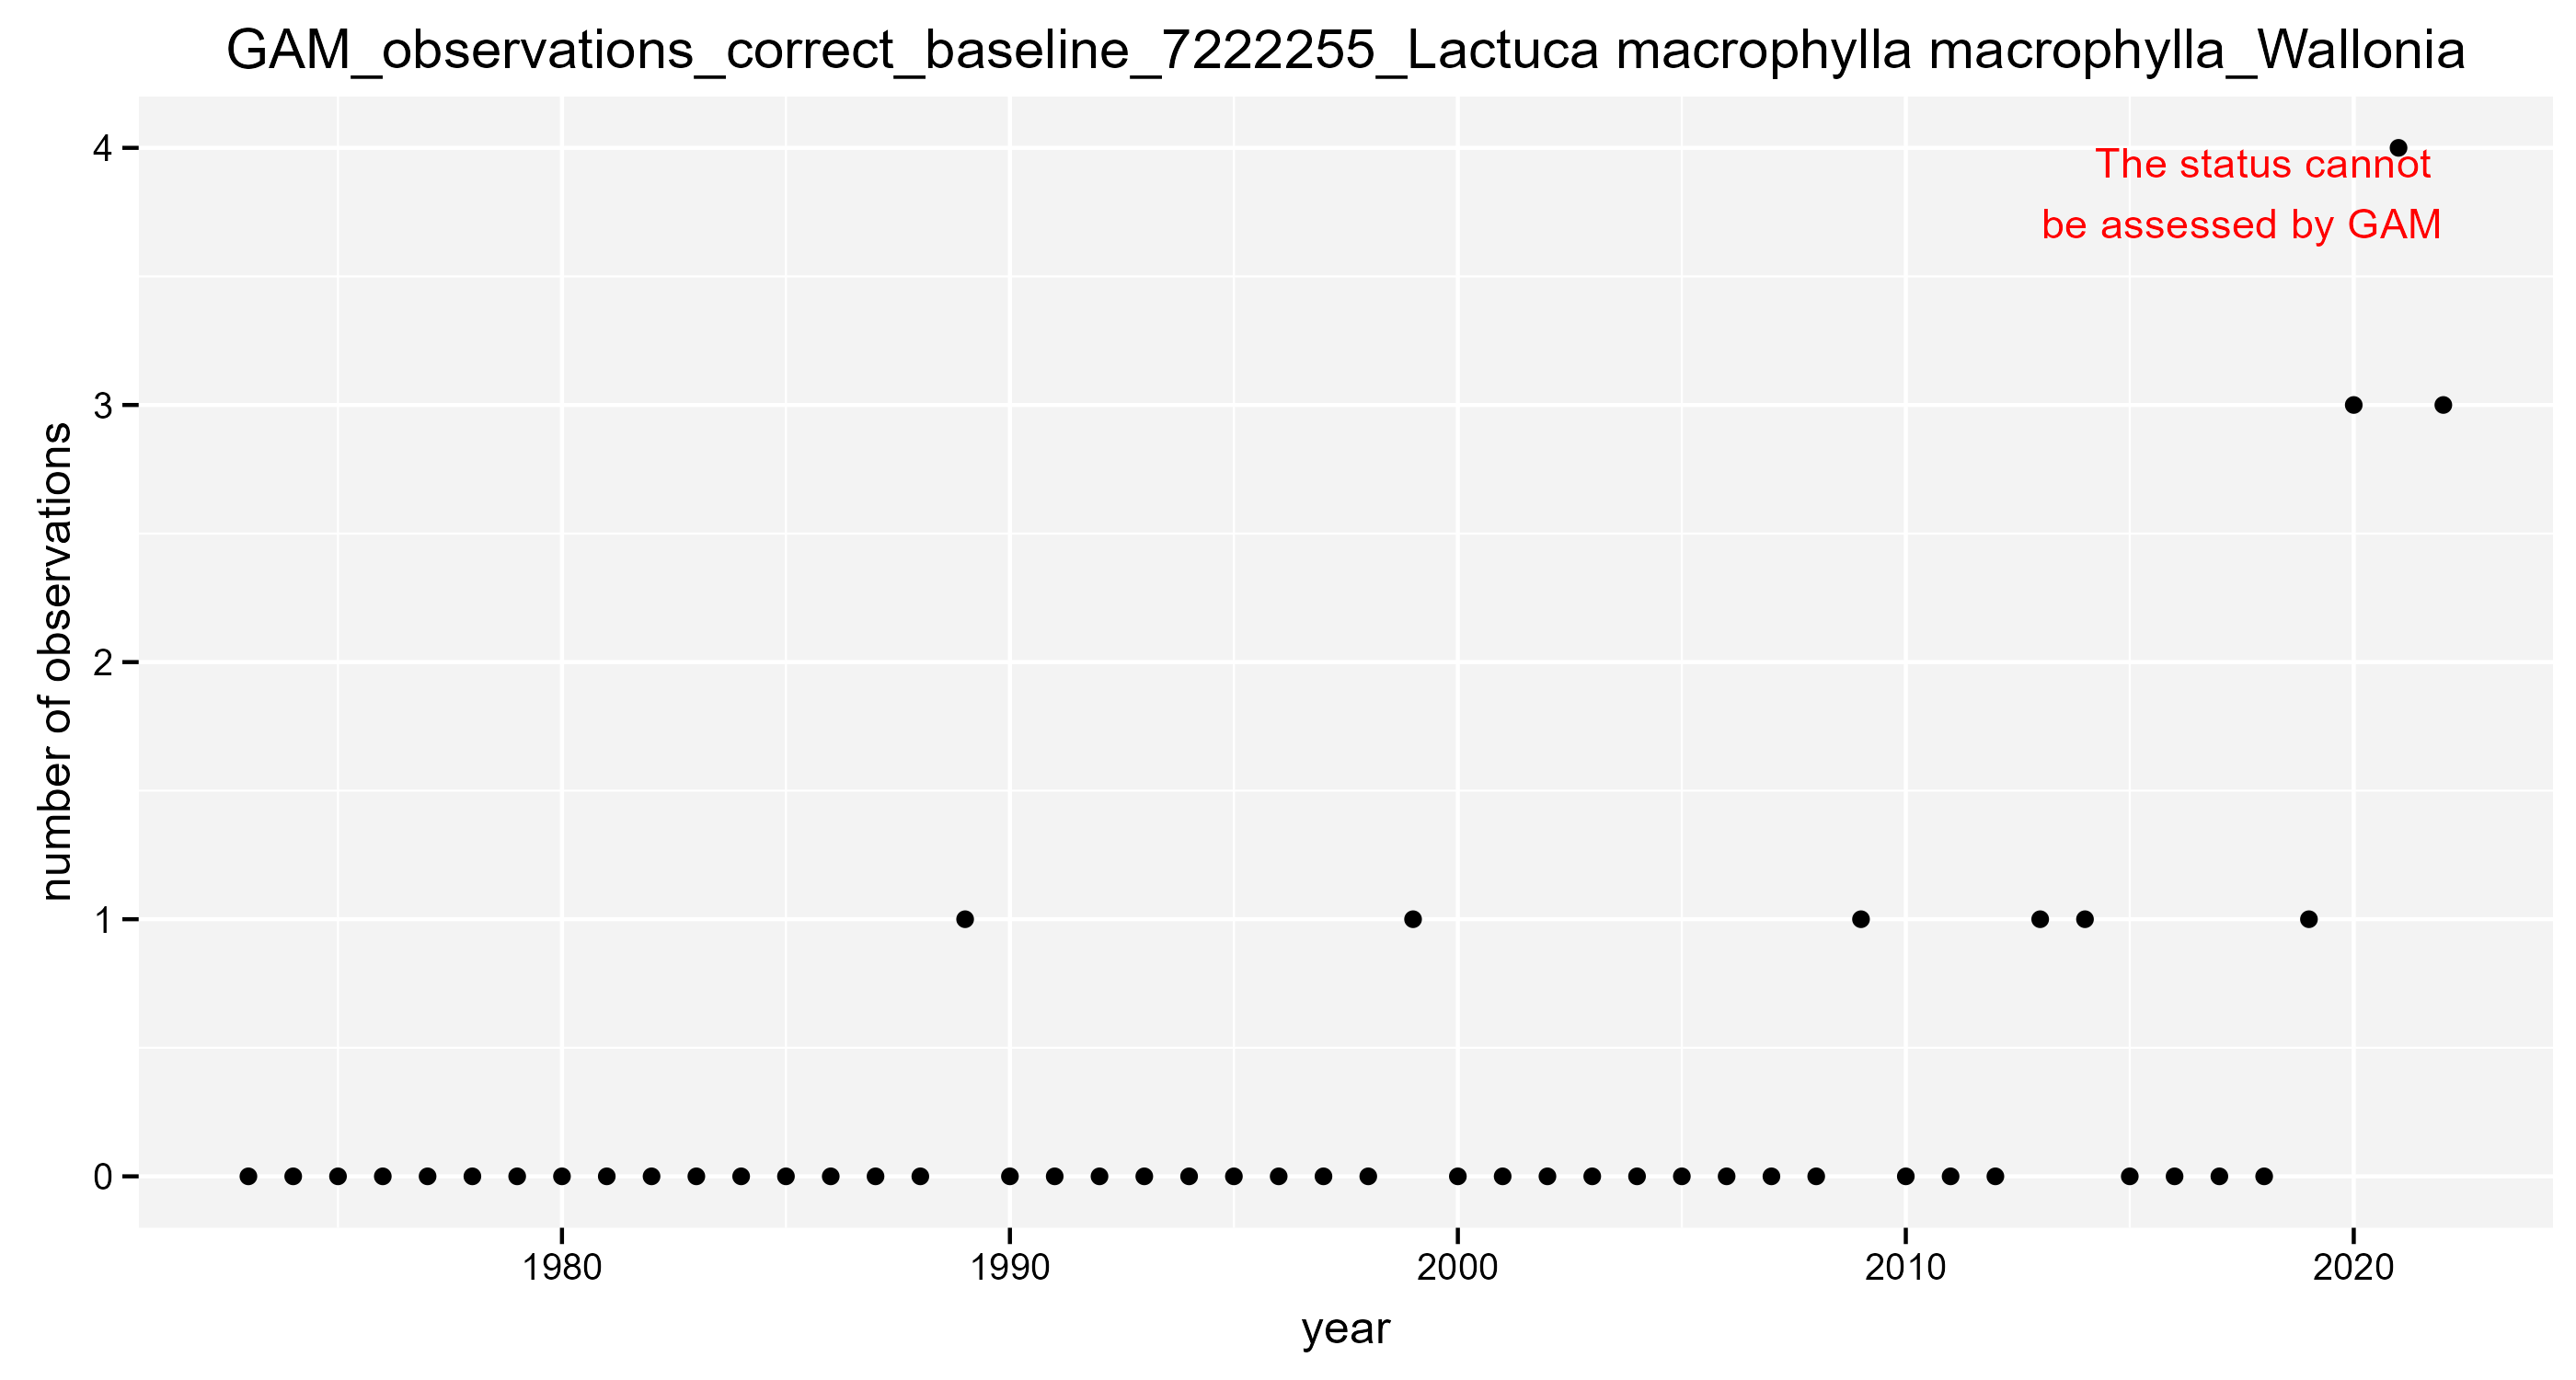 GAM_observations_correct_baseline_7222255_Lactuca macrophylla macrophylla_Wallonia
The status cannot
be assessed by GAM
number of observations
4
3
2
1
0
1980 1990 2000 2010 2020
year